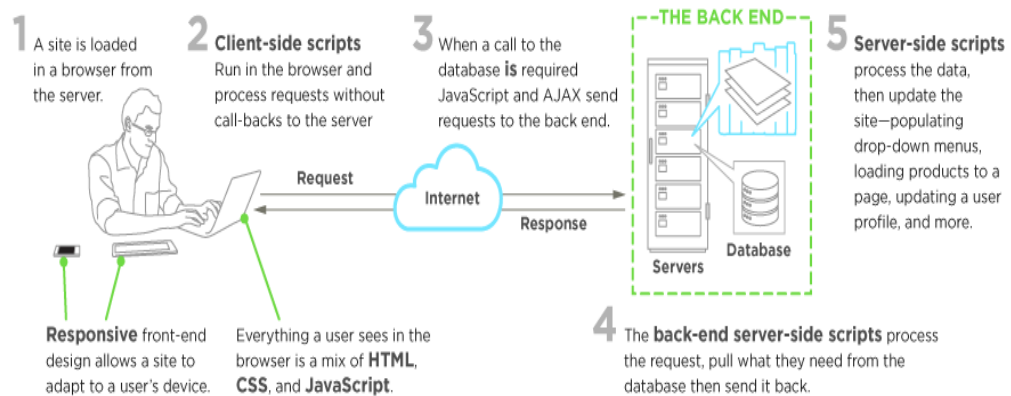 1 A site is loaded
in a browser from
the server.
2 Client-side scripts
Run in the browser and
process requests without
call-backs to the server
3 When a call to the
database is required
JavaScript and AJAX send
requests to the back end.
THE BACK END
5 Server-side scripts
process the data,
then update the
site—populating
drop-down menus,
loading products to a
page, updating a user
profile, and more.
Request
Internet
Response
Database
Servers
Responsive front-end
design allows a site to
adapt to a user's device.
Everything a user sees in the
browser is a mix of HTML,
CSS, and JavaScript.
4 The back-end server-side scripts process
the request, pull what they need from the
database then send it back.